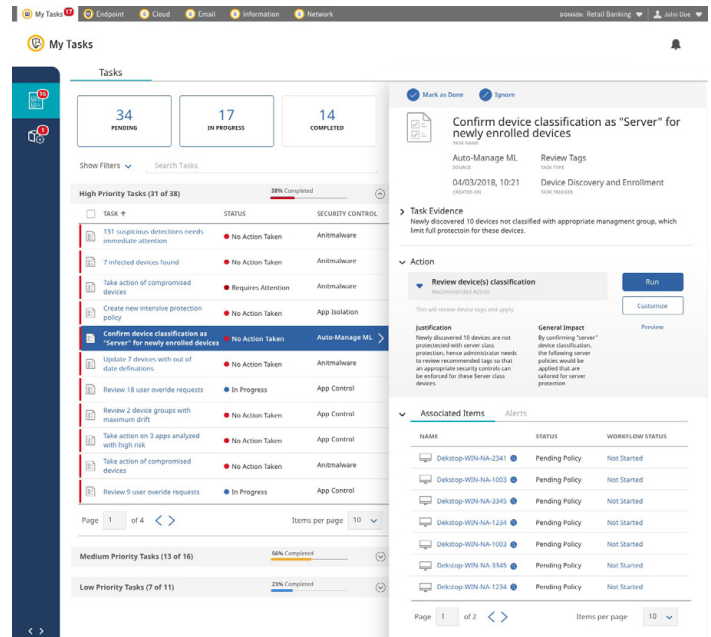 My Tasks 17 Endpoint Cloud Email Information Network DOMAIN: Retail Banking John Doe
My Tasks
16
1
Tasks
34
PENDING
17
IN PROGRESS
14
COMPLETED
Show Filters Search Tasks
High Priority Tasks (31 of 38) 38% Completed
TASK ↑ STATUS SECURITY CONTROL
131 suspicious detections needs
immediate attention
No Action Taken Anitmalware
7 infected devices found No Action Taken Anitmalware
Take action of compromised
devices
Requires Attention Anitmalware
Create new intensive protection
policy
No Action Taken App Isolation
Confirm device classification as
"Server" for newly enrolled devices
No Action Taken Auto-Manage ML
Update 7 devices with out of
date definations
No Action Taken Anitmalware
Review 18 user overide requests In Progress App Control
Review 2 device groups with
maximum drift
No Action Taken App Control
Take action on 3 apps analyzed
with high risk
No Action Taken App Control
Take action of compromised
devices
No Action Taken Anitmalware
Review 9 user overide requests In Progress App Control
Page 1 of 4 Items per page 10
Medium Priority Tasks (13 of 16) 56% Completed
Low Priority Tasks (7 of 11) 23% Completed
Mark as Done Ignore
Confirm device classification as "Server" for
newly enrolled devices
TASK NAME
Auto-Manage ML Review Tags
SOURCE TASK TYPE
04/03/2018, 10:21 Device Discovery and Enrollment
CREATED ON TASK TRIGGER
Task Evidence
Newly discovered 10 devices not classified with appropriate managment group, which
limit full protectoin for these devices.
Action
Review device(s) classification
Recommended Action
Run
This will review device tags and apply.
Customize
Preview
Justification
Newly discovered 10 devices are not
protectected with server class
protection, hence administrator needs
to review recommended tags so that
an appropriate security controls can
be enforced for these Server class
devices.
General Impact
By confirming "server"
device classification,
the following server
policies would be
applied that are
tailored for server
protection
Associated Items Alerts
NAME STATUS WORKFLOW STATUS
Dekstop-WIN-NA-2341 Pending Policy Not Started
Dekstop-WIN-NA-1003 Pending Policy Not Started
Dekstop-WIN-NA-3345 Pending Policy Not Started
Dekstop-WIN-NA-1234 Pending Policy Not Started
Dekstop-WIN-NA-1003 Pending Policy Not Started
Dekstop-WIN-NA-3345 Pending Policy Not Started
Dekstop-WIN-NA-1234 Pending Policy Not Started
Page 1 of 2 Items per page 10